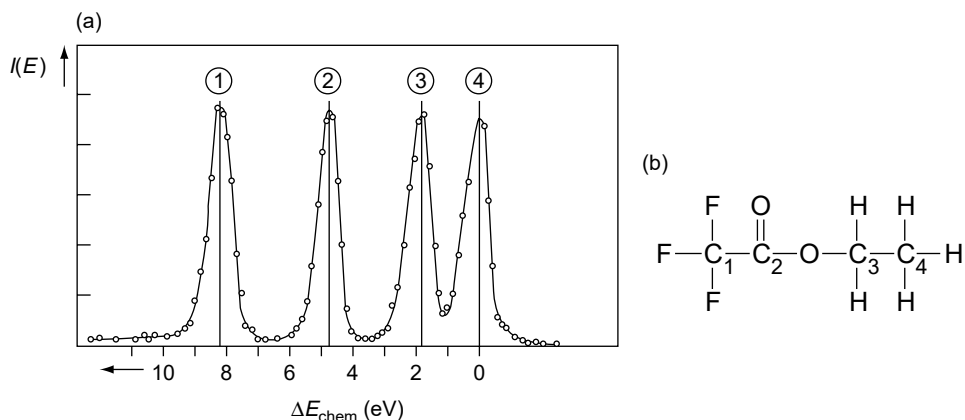 (a)
I(E)
1 2 3 4
10 8 6 4 2 0
ΔE_chem (eV)
(b)
F O H H
F C₁ C₂ O C₃ C₄ H
F H H